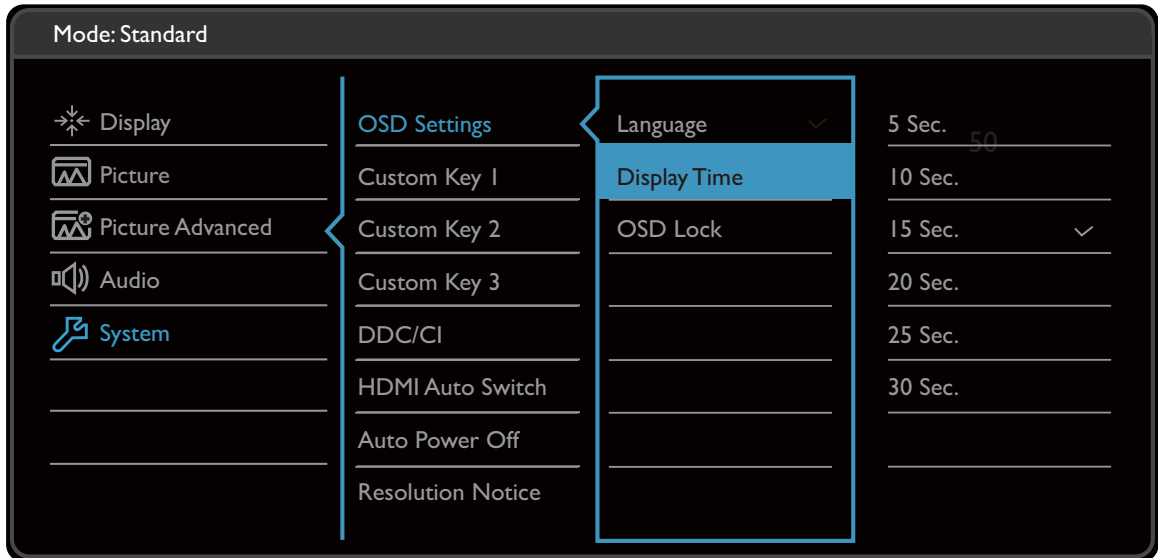 Mode: Standard
Display
Picture
Picture Advanced
Audio
System
OSD Settings
Custom Key 1
Custom Key 2
Custom Key 3
DDC/CI
HDMI Auto Switch
Auto Power Off
Resolution Notice
Language
Display Time
OSD Lock
5 Sec.
50
10 Sec.
15 Sec.
20 Sec.
25 Sec.
30 Sec.